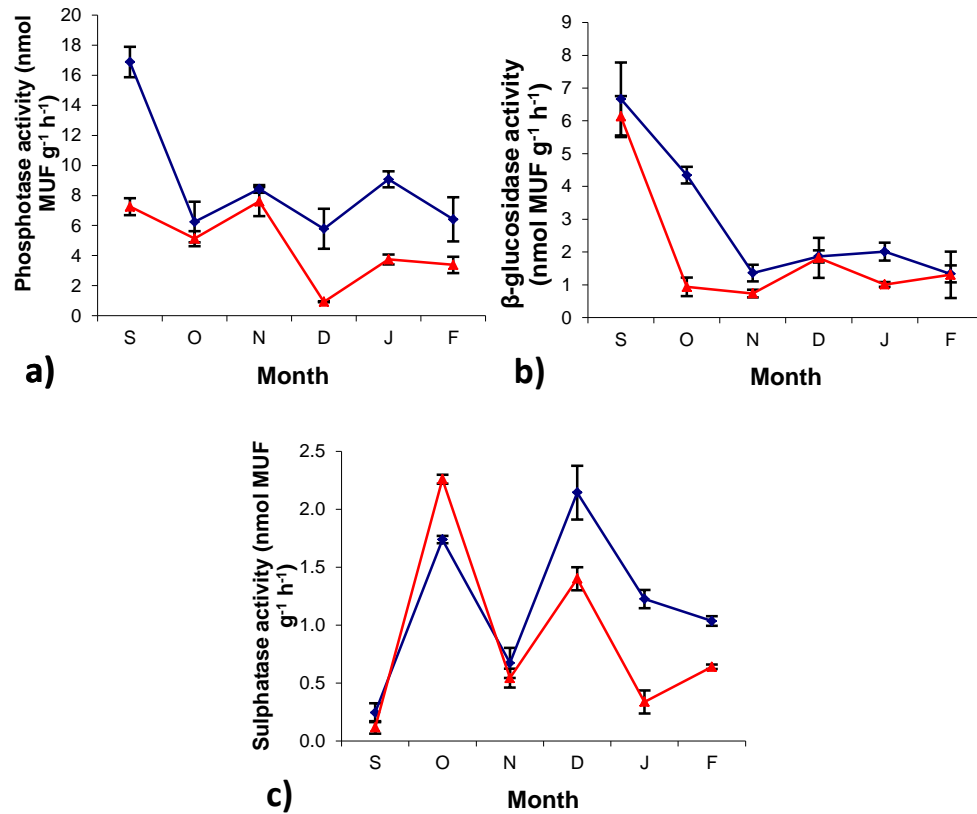 Phosphotase activity (nmol
MUF g⁻¹ h⁻¹)
20
18
16
14
12
10
8
6
4
2
0
S O N D J F
a)
Month
β-glucosidase activity
(nmol MUF g⁻¹ h⁻¹)
9
8
7
6
5
4
3
2
1
0
S O N D J F
b)
Month
Sulphatase activity (nmol MUF
g⁻¹ h⁻¹)
2.5
2.0
1.5
1.0
0.5
0.0
S O N D J F
c)
Month